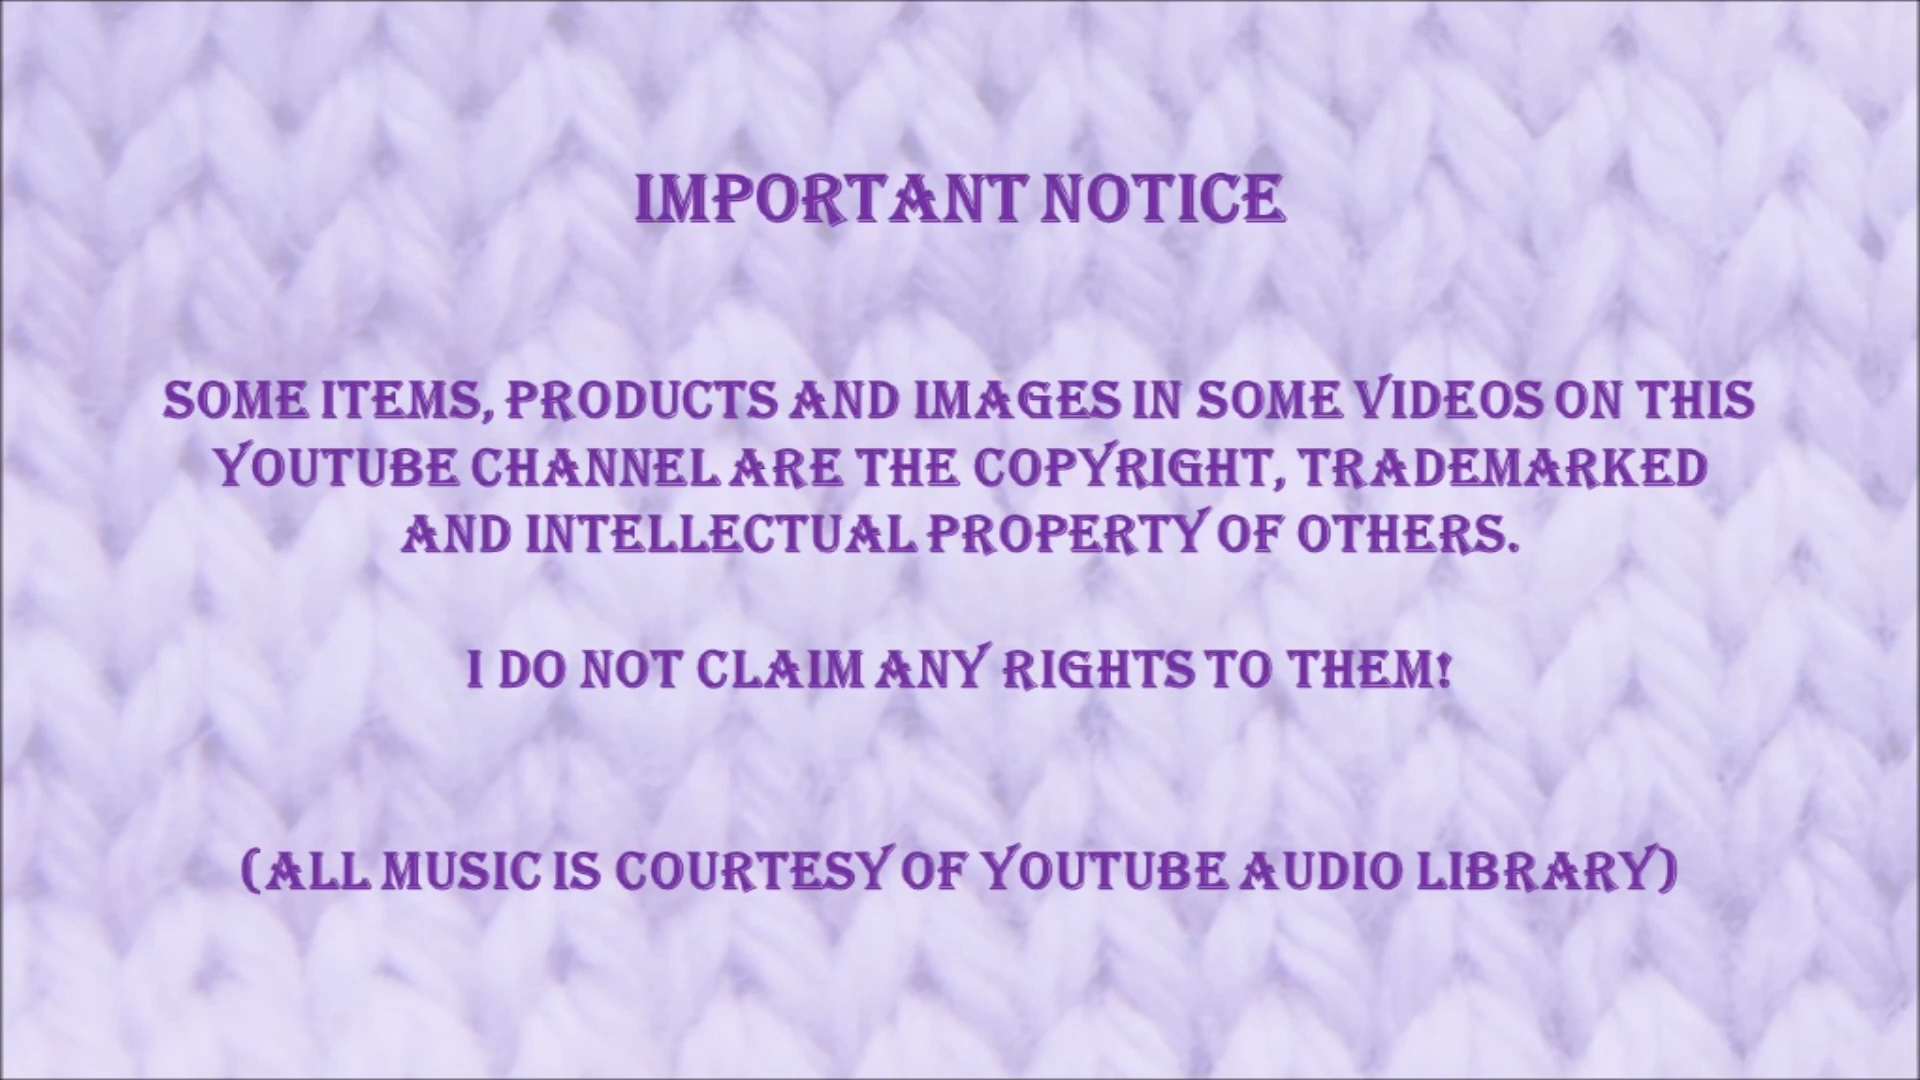 IMPORTANT NOTICE
SOME ITEMS, PRODUCTS AND IMAGES IN SOME VIDEOS ON THIS
YOUTUBE CHANNEL ARE THE COPYRIGHT, TRADEMARKED
AND INTELLECTUAL PROPERTY OF OTHERS.
I DO NOT CLAIM ANY RIGHTS TO THEM!
(ALL MUSIC IS COURTESY OF YOUTUBE AUDIO LIBRARY)